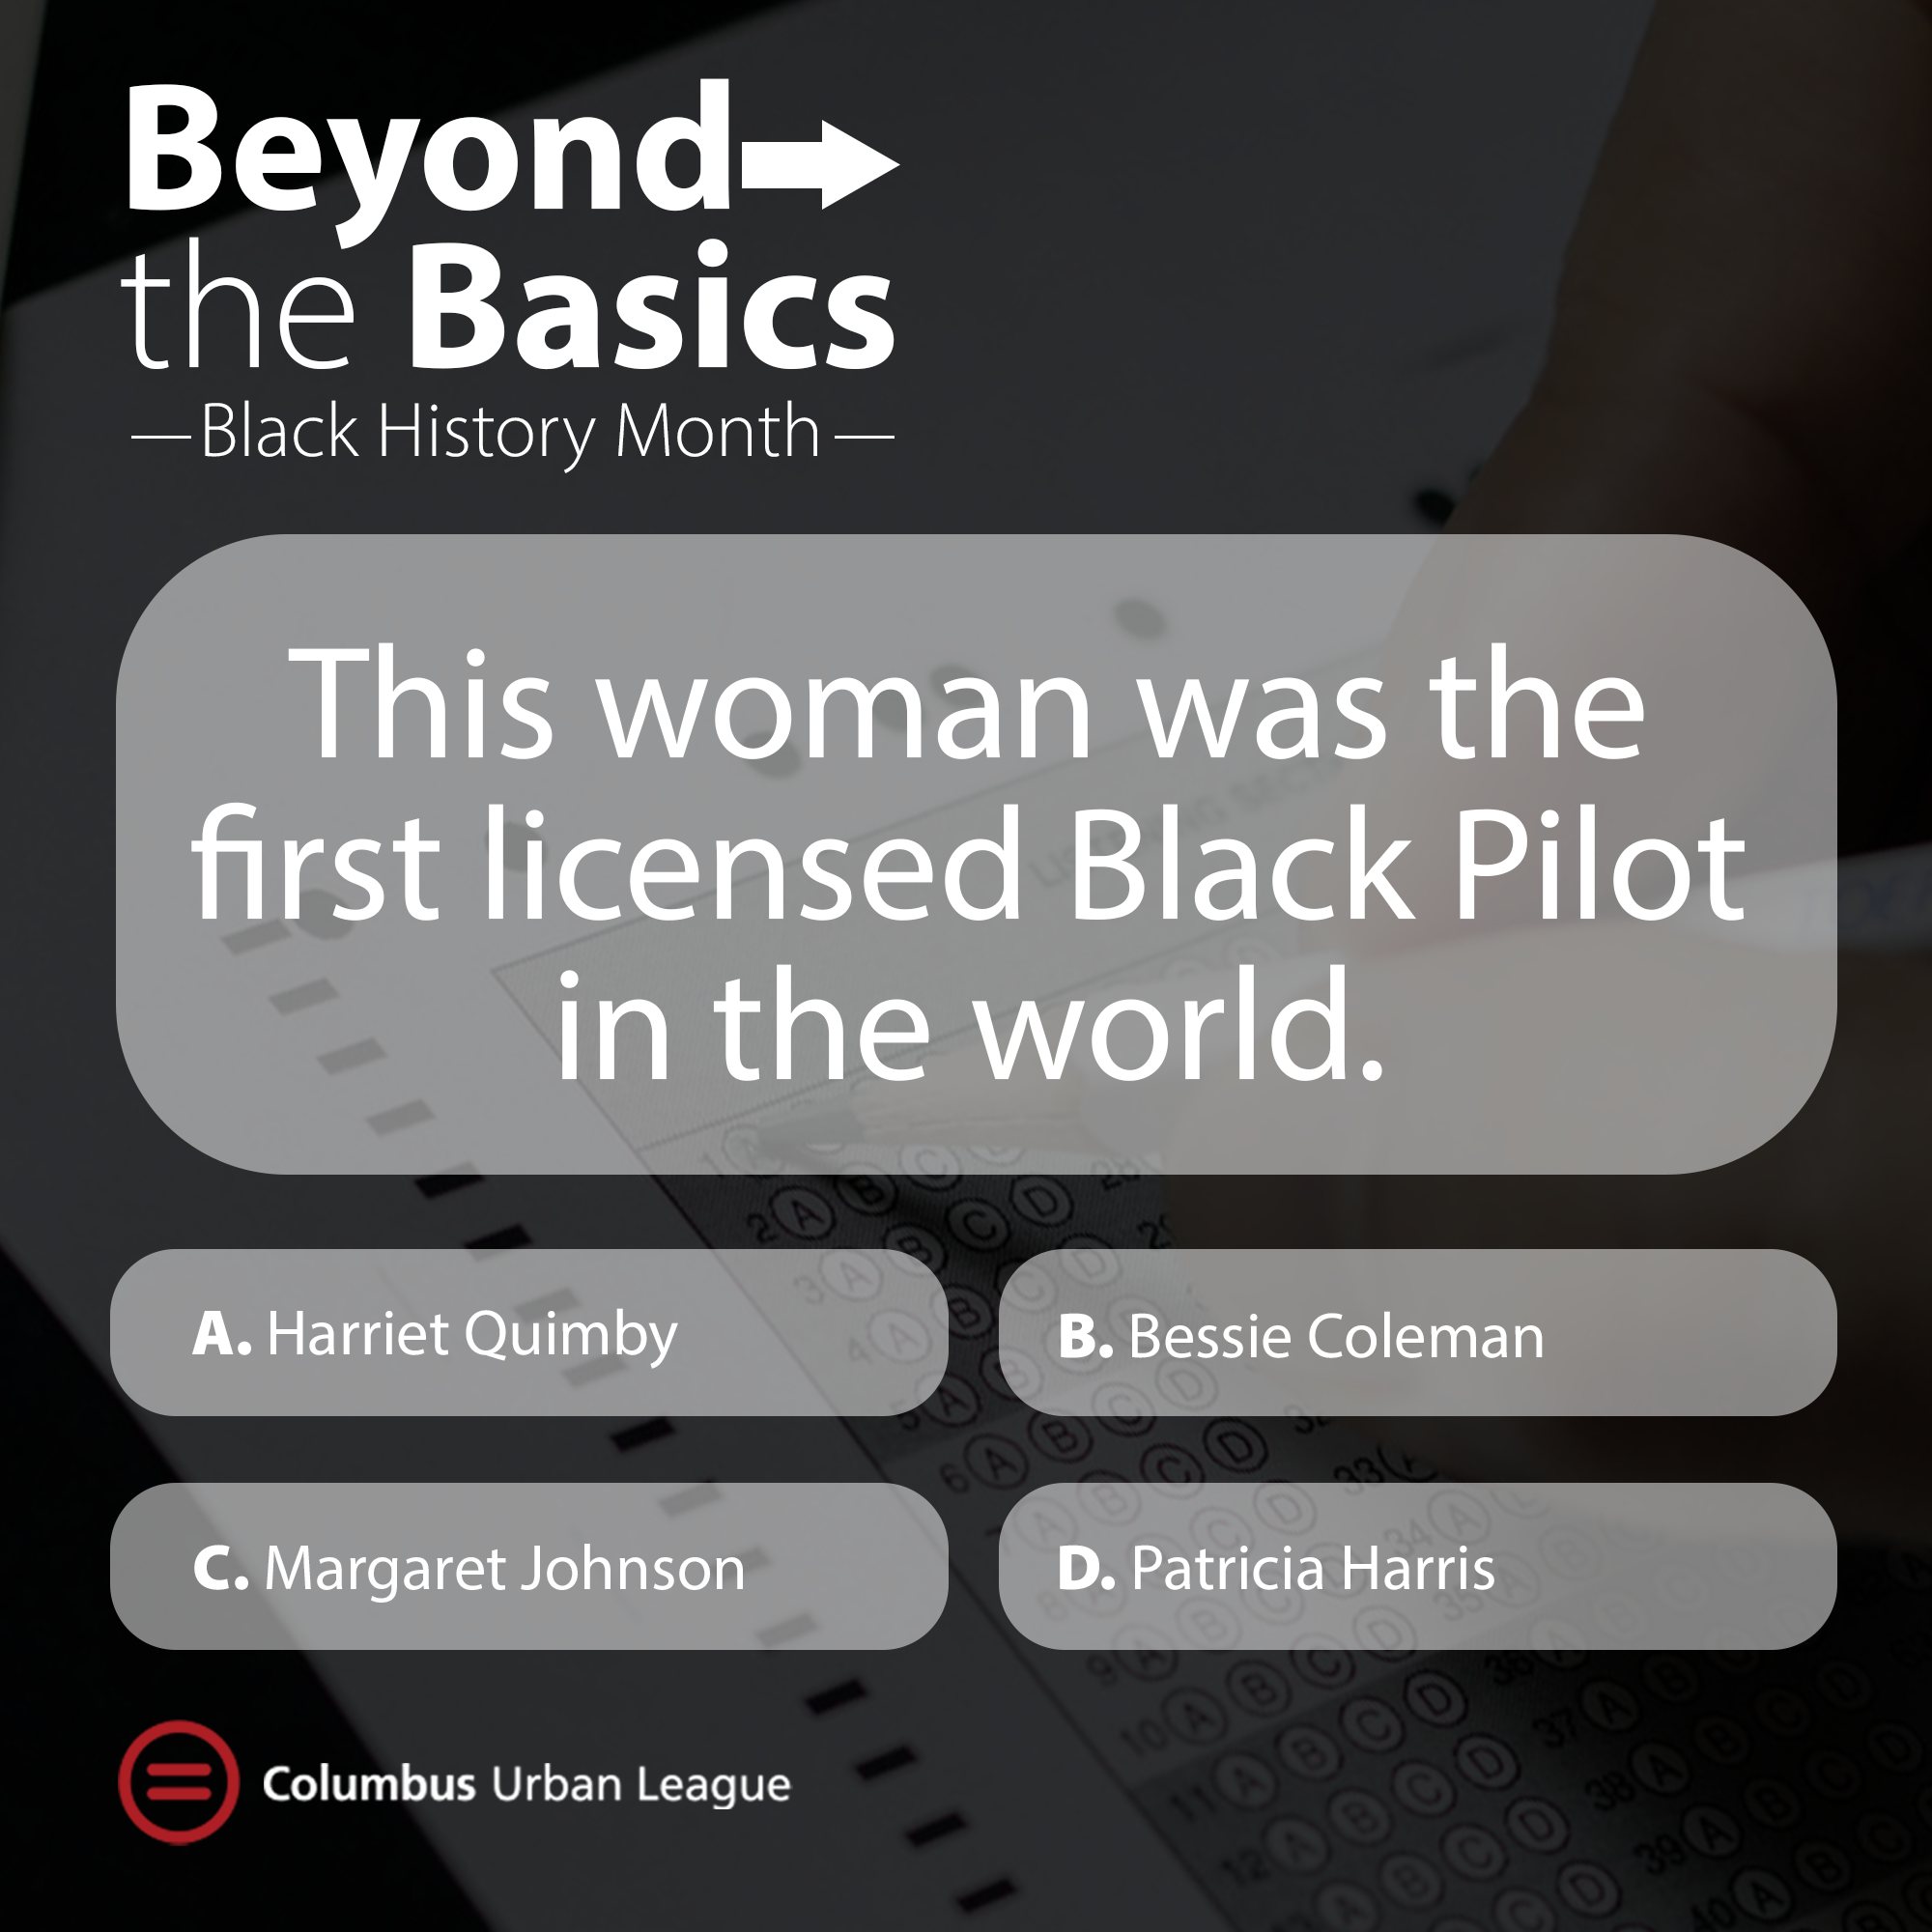 Beyond
the Basics
—Black History Month—
This woman was the
first licensed Black Pilot
in the world.
A. Harriet Quimby
B. Bessie Coleman
C. Margaret Johnson
D. Patricia Harris
Columbus Urban League